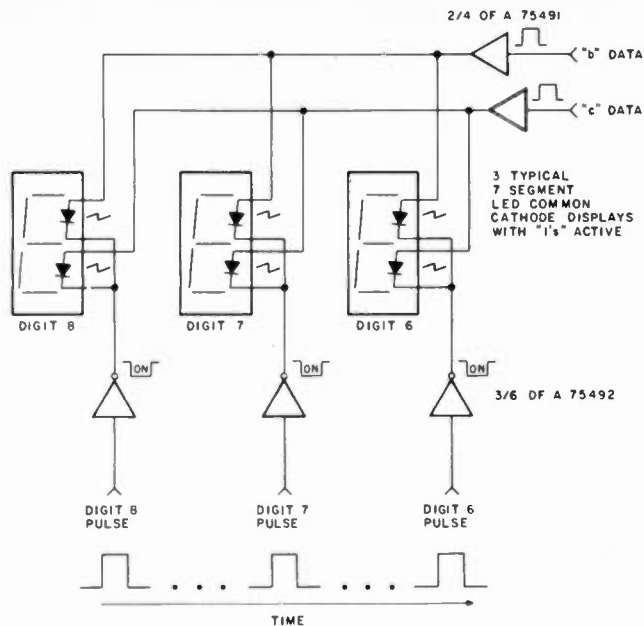 2/4 OF A 75491
"b" DATA
"c" DATA
3 TYPICAL
7 SEGMENT
LED COMMON
CATHODE DISPLAYS
WITH "1's" ACTIVE
DIGIT 8
DIGIT 7
DIGIT 6
ON
ON
ON
3/6 OF A 75492
DIGIT 8
PULSE
DIGIT 7
PULSE
DIGIT 6
PULSE
TIME